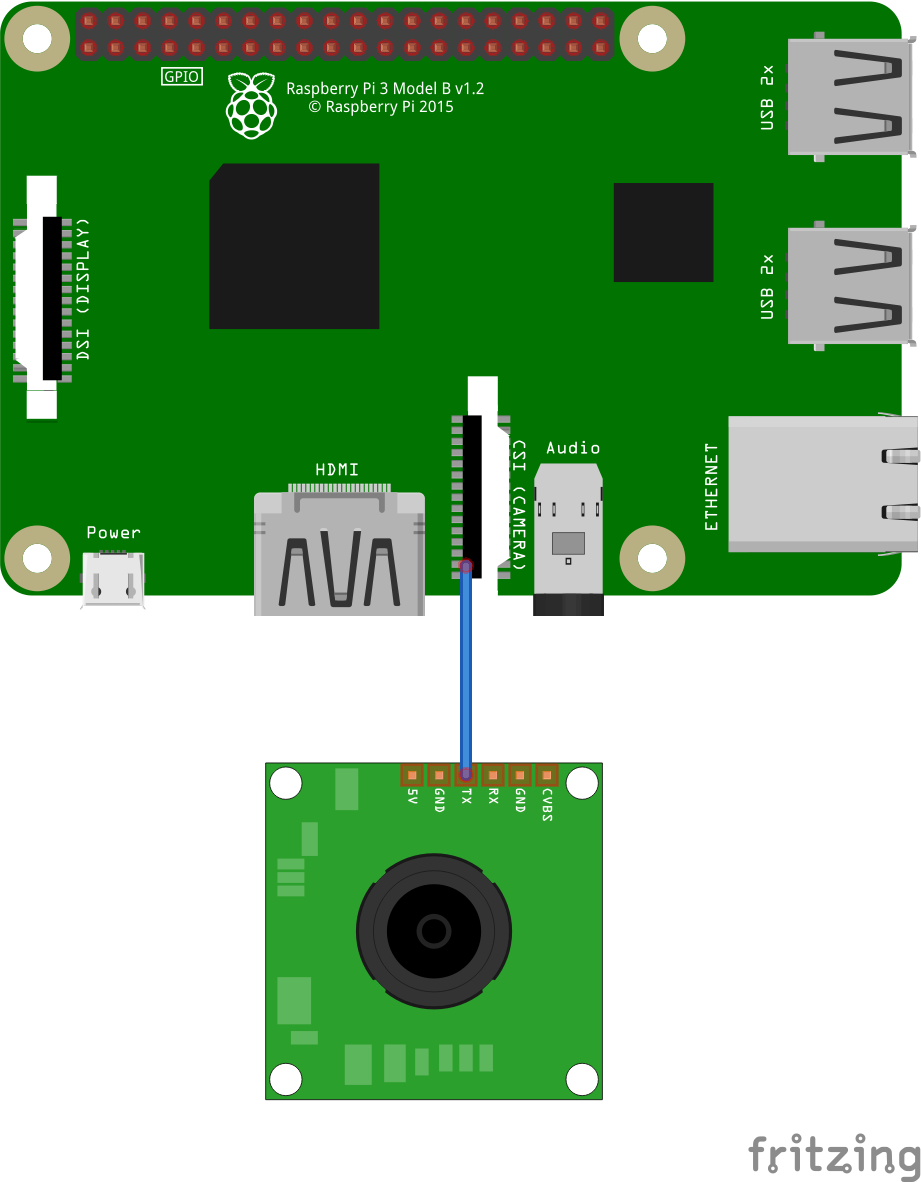 GPIO
Raspberry Pi 3 Model B v1.2
© Raspberry Pi 2015
USB 2x
DSI (DISPLAY)
USB 2x
HDMI
CSI (CAMERA)
Audio
ETHERNET
Power
5V
GND
TX
RX
GND
CVBS
fritzing